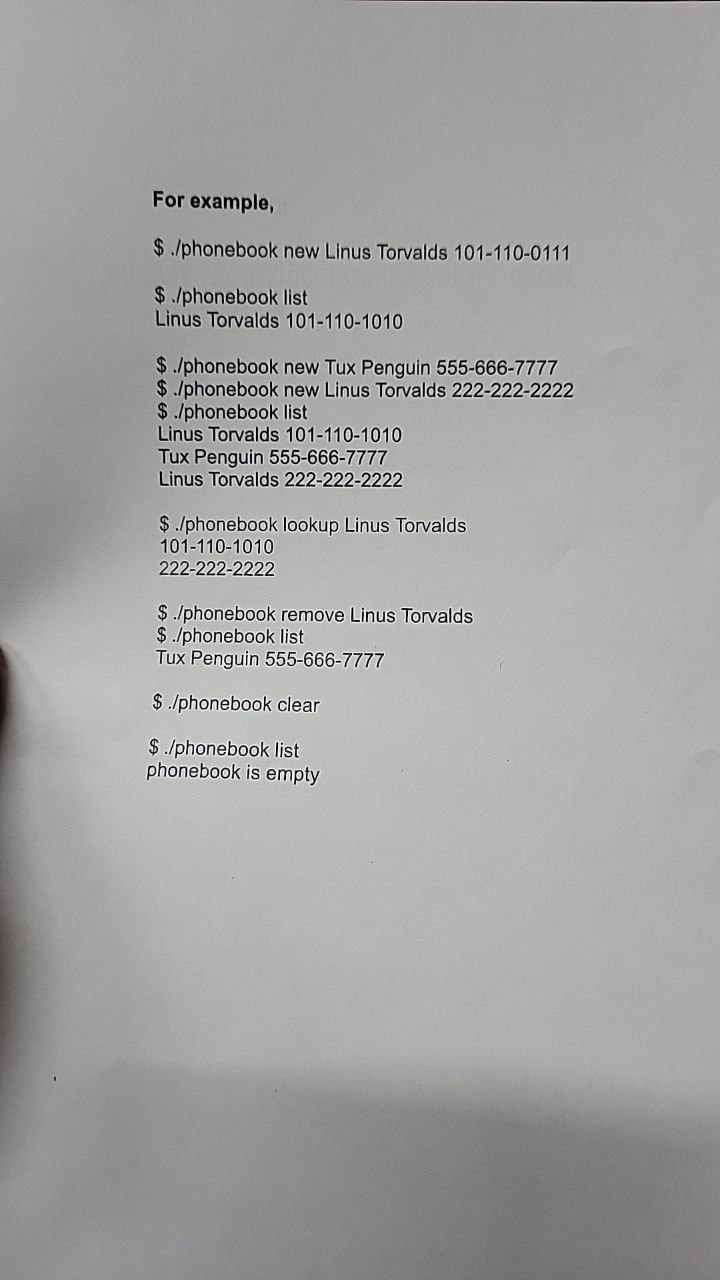 For example,
$ ./phonebook new Linus Torvalds 101-110-0111
$ ./phonebook list
Linus Torvalds 101-110-1010
$ ./phonebook new Tux Penguin 555-666-7777
$ ./phonebook new Linus Torvalds 222-222-2222
$ ./phonebook list
Linus Torvalds 101-110-1010
Tux Penguin 555-666-7777
Linus Torvalds 222-222-2222
$ ./phonebook lookup Linus Torvalds
101-110-1010
222-222-2222
$ ./phonebook remove Linus Torvalds
$ ./phonebook list
Tux Penguin 555-666-7777
$ ./phonebook clear
$ ./phonebook list
phonebook is empty